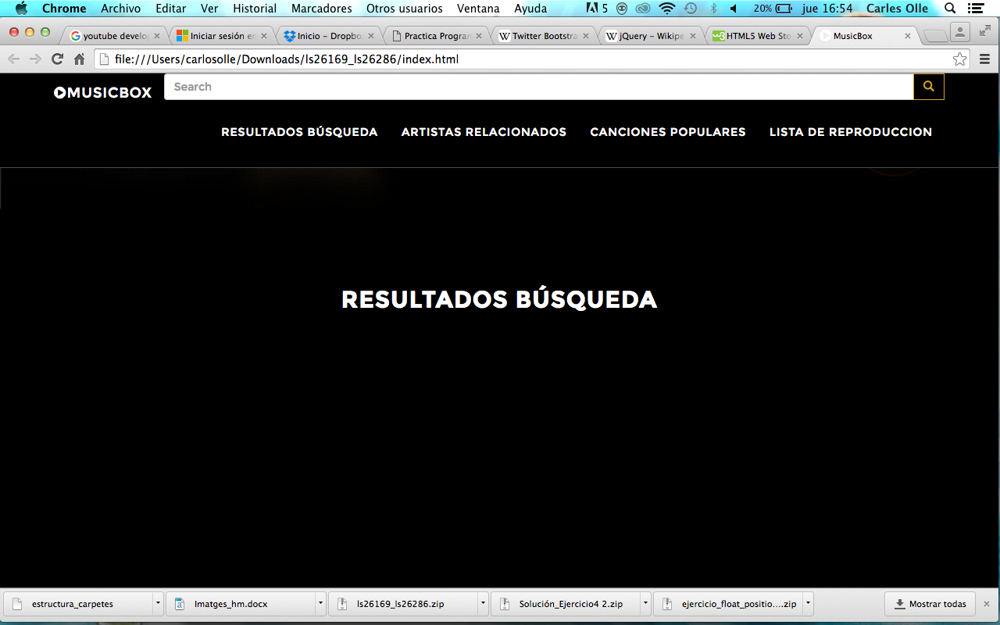 Chrome Archivo Editar Ver Historial Marcadores Otros usuarios Ventana Ayuda 5 20% jue 16:54 Carles Olle
youtube develo Iniciar sesión en Inicio – Dropbo Practica Program Twitter Bootstra jQuery – Wikipe HTML5 Web Sto MusicBox
file:///Users/carlosolle/Downloads/ls26169_ls26286/index.html
MUSICBOX Search
RESULTADOS BÚSQUEDA ARTISTAS RELACIONADOS CANCIONES POPULARES LISTA DE REPRODUCCION
RESULTADOS BÚSQUEDA
estructura_carpetes Imatges_hm.docx ls26169_ls26286.zip Solución_Ejercicio4 2.zip ejercicio_float_positio....zip Mostrar todas